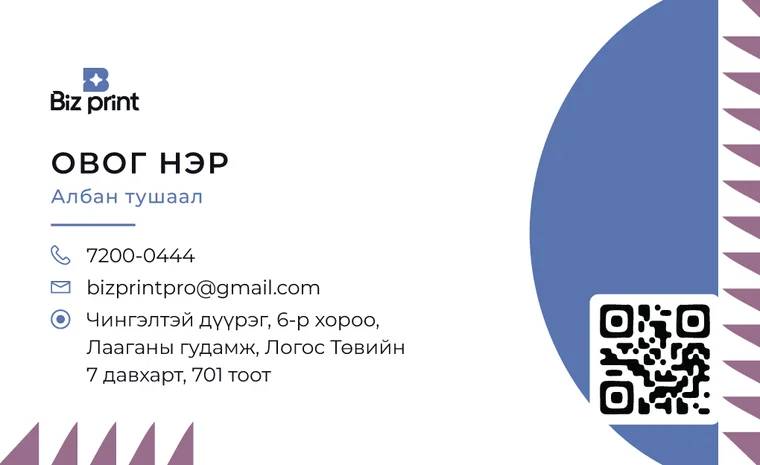 Biz print
ОВОГ НЭР
Албан тушаал
7200-0444
bizprintpro@gmail.com
Чингэлтэй дүүрэг, 6-р хороо,
Лааганы гудамж, Логос Төвийн
7 давхарт, 701 тоот